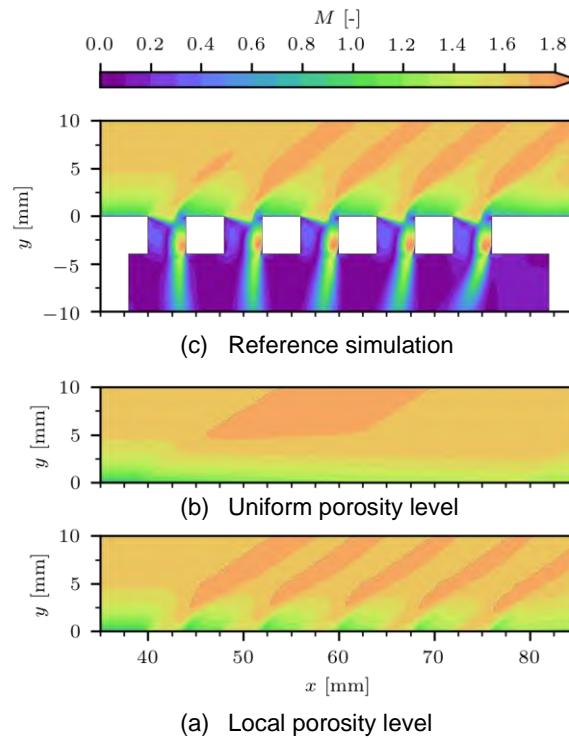 M [-]
0.0 0.2 0.4 0.6 0.8 1.0 1.2 1.4 1.6 1.8
10
5
0
−5
−10
y [mm]
(c) Reference simulation
10
5
0
y [mm]
(b) Uniform porosity level
10
5
0
y [mm]
40 50 60 70 80
x [mm]
(a) Local porosity level